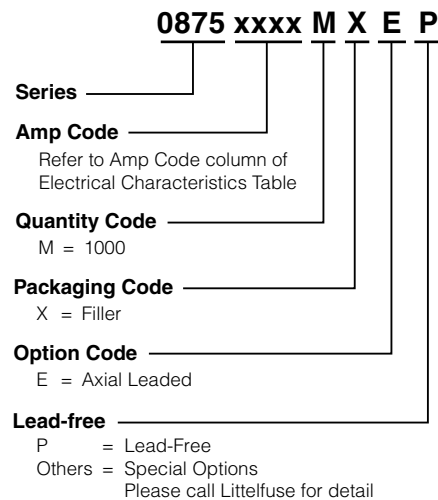 0875 xxxx M X E P
Series
Amp Code
Refer to Amp Code column of
Electrical Characteristics Table
Quantity Code
M = 1000
Packaging Code
X = Filler
Option Code
E = Axial Leaded
Lead-free
P = Lead-Free
Others = Special Options
Please call Littelfuse for detail